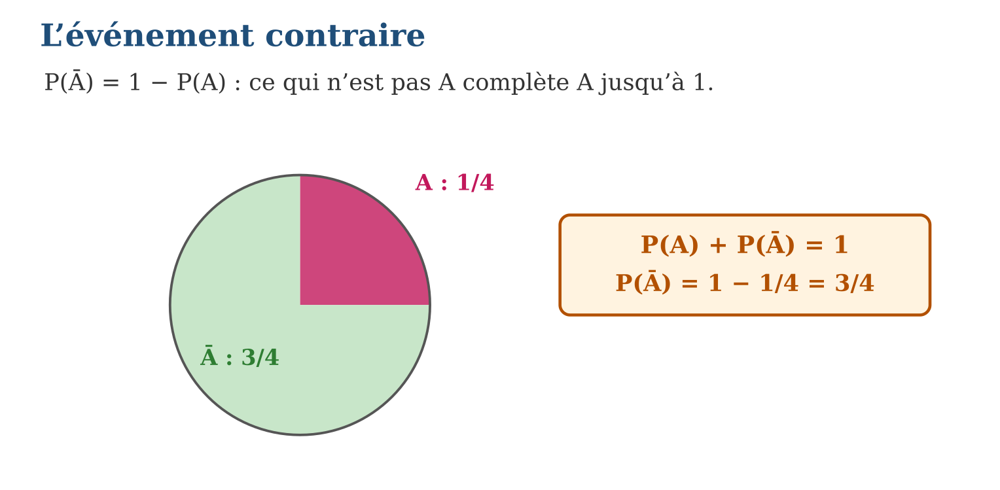 L’événement contraire
P(Ā) = 1 − P(A) : ce qui n’est pas A complète A jusqu’à 1.
A : 1/4
P(A) + P(Ā) = 1
P(Ā) = 1 − 1/4 = 3/4
Ā : 3/4